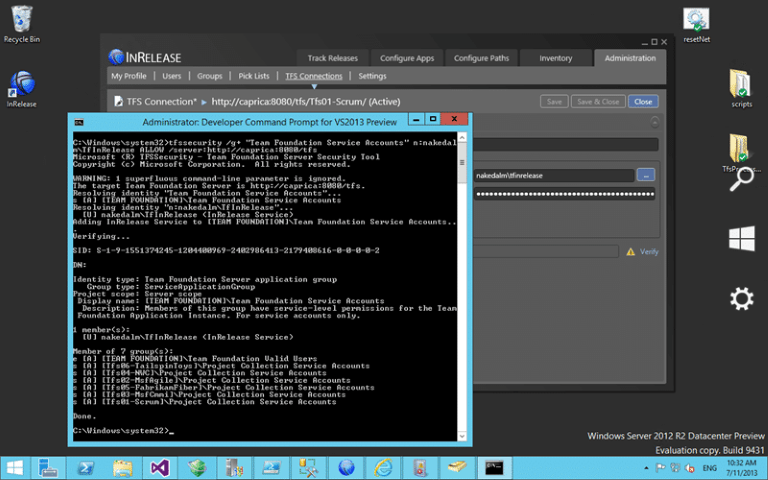 Recycle Bin
InRelease
resetNet
scripts
INRELEASE
Track Releases Configure Apps Configure Paths Inventory Administration
My Profile Users Groups Pick Lists TFS Connections Settings
TFS Connection* http://caprica:8080/tfs/Tfs01-Scrum/ (Active) Save Save & Close Close
nakedalm\tfinrelease ...
Verify
Administrator: Developer Command Prompt for VS2013 Preview
C:\Windows\system32>tfssecurity /g+ "Team Foundation Service Accounts" n:nakedal
m\TfInRelease ALLOW /server:http://caprica:8080/tfs
Microsoft (R) TFSSecurity - Team Foundation Server Security Tool
Copyright (c) Microsoft Corporation. All rights reserved.
WARNING: 1 superfluous command-line parameter is ignored.
The target Team Foundation Server is http://caprica:8080/tfs.
Resolving identity "Team Foundation Service Accounts"...
s [A] [TEAM FOUNDATION]\Team Foundation Service Accounts
Resolving identity "n:nakedalm\TfInRelease"...
[U] nakedalm\TfInRelease (InRelease Service)
Adding InRelease Service to [TEAM FOUNDATION]\Team Foundation Service Accounts..
.
Verifying...
SID: S-1-9-1551374245-1204400969-2402986413-2179408616-0-0-0-0-2
DN:
Identity type: Team Foundation Server application group
Group type: ServiceApplicationGroup
Project scope: Server scope
Display name: [TEAM FOUNDATION]\Team Foundation Service Accounts
Description: Members of this group have service-level permissions for the Team
Foundation Application Instance. For service accounts only.
1 member(s):
[U] nakedalm\TfInRelease (InRelease Service)
Member of 7 group(s):
e [A] [TEAM FOUNDATION]\Team Foundation Valid Users
s [A] [Tfs06-TailspinToys]\Project Collection Service Accounts
s [A] [Tfs04-NWC]\Project Collection Service Accounts
s [A] [Tfs02-MsfAgile]\Project Collection Service Accounts
s [A] [Tfs05-FabrikamFiber]\Project Collection Service Accounts
s [A] [Tfs03-MsfCmmi]\Project Collection Service Accounts
s [A] [Tfs01-Scrum]\Project Collection Service Accounts
Done.
C:\Windows\system32>_
Windows Server 2012 R2 Datacenter Preview
Evaluation copy. Build 9431
ENG
10:32 AM
7/11/2013